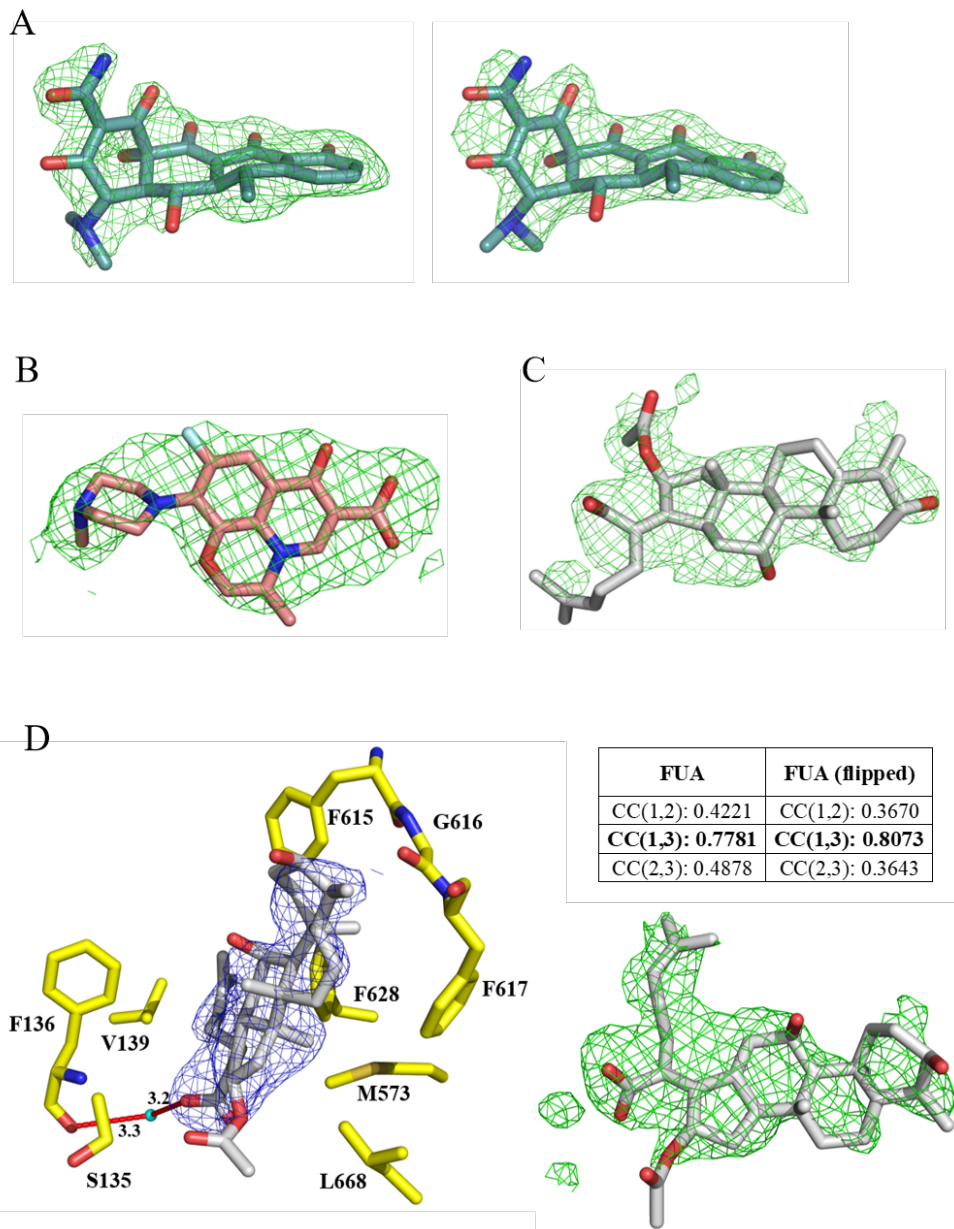 A
B
C
D
FUA FUA (flipped)
CC(1,2): 0.4221 CC(1,2): 0.3670
CC(1,3): 0.7781 CC(1,3): 0.8073
CC(2,3): 0.4878 CC(2,3): 0.3643
F615
G616
F136
V139
F628
F617
3.2
3.3
M573
S135
L668